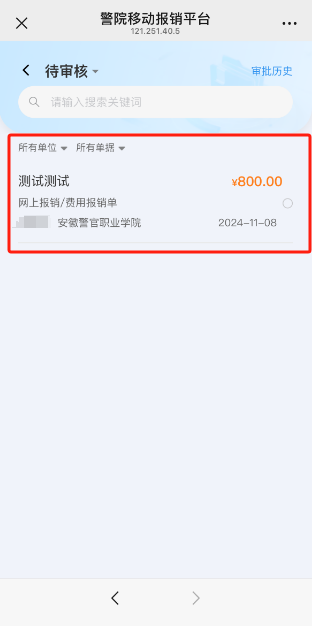 警院移动报销平台
121.251.40.5
待审核 审批历史
请输入搜索关键词
所有单位 所有单据
测试测试 ¥800.00
网上报销/费用报销单
安徽警官职业学院 2024-11-08